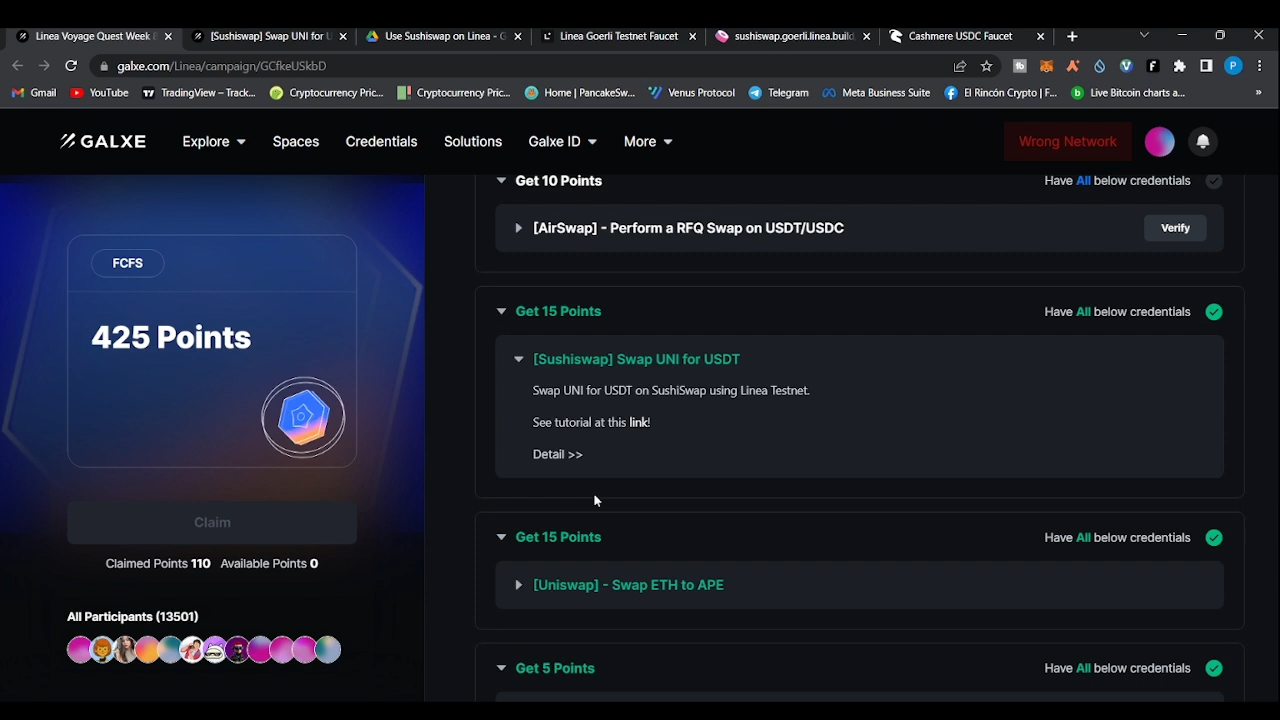 Linea Voyage Quest Week
[Sushiswap] Swap UNI for U
Use Sushiswap on Linea - G
Linea Goerli Testnet Faucet
sushiswap.goerli.linea.build
Cashmere USDC Faucet
galxe.com/Linea/campaign/GCfkeUSkbD
Gmail
YouTube
TradingView – Track...
Cryptocurrency Pric...
Cryptocurrency Pric...
Home | PancakeSw...
Venus Protocol
Telegram
Meta Business Suite
El Rincón Crypto | F...
Live Bitcoin charts a...
»
GALXE
Explore
Spaces
Credentials
Solutions
Galxe ID
More
Wrong Network
Get 10 Points
Have All below credentials
[AirSwap] - Perform a RFQ Swap on USDT/USDC
Verify
FCFS
425 Points
Claim
Claimed Points 110 Available Points 0
All Participants (13501)
Get 15 Points
Have All below credentials
[Sushiswap] Swap UNI for USDT
Swap UNI for USDT on SushiSwap using Linea Testnet.
See tutorial at this link!
Detail >>
Get 15 Points
Have All below credentials
[Uniswap] - Swap ETH to APE
Get 5 Points
Have All below credentials